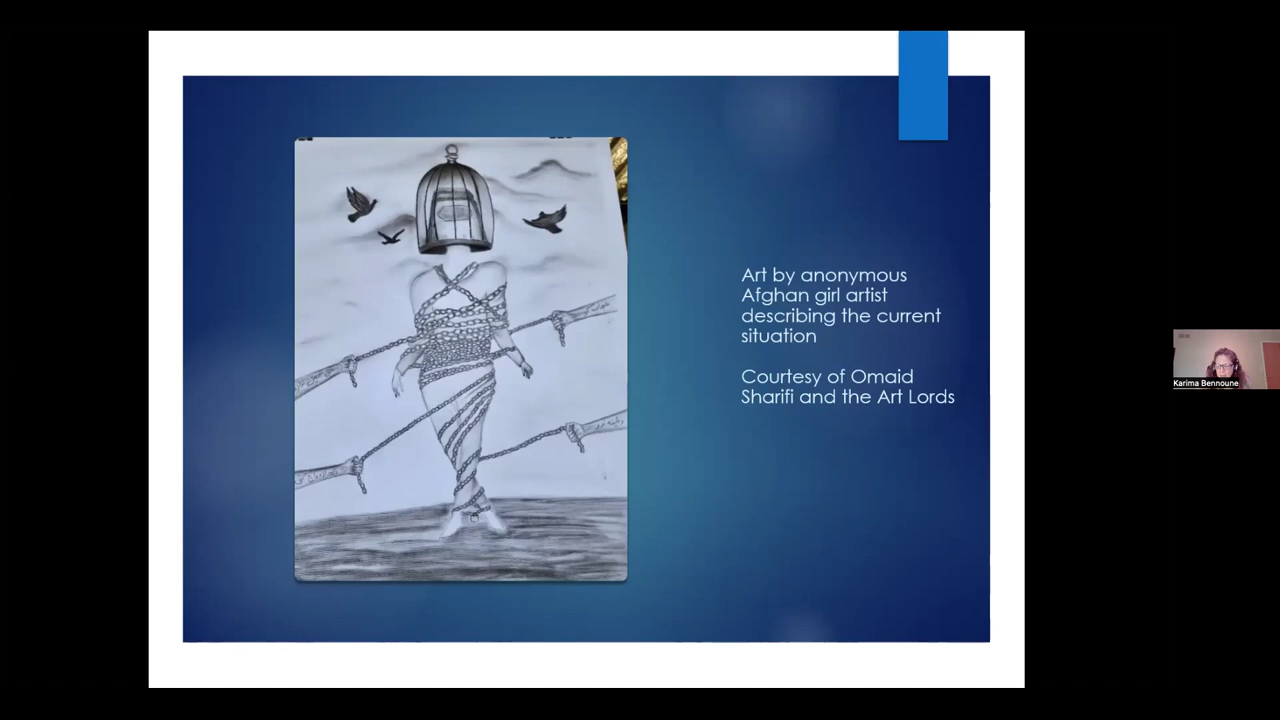 Art by anonymous
Afghan girl artist
describing the current
situation
Courtesy of Omaid
Sharifi and the Art Lords
Karima Bennoune